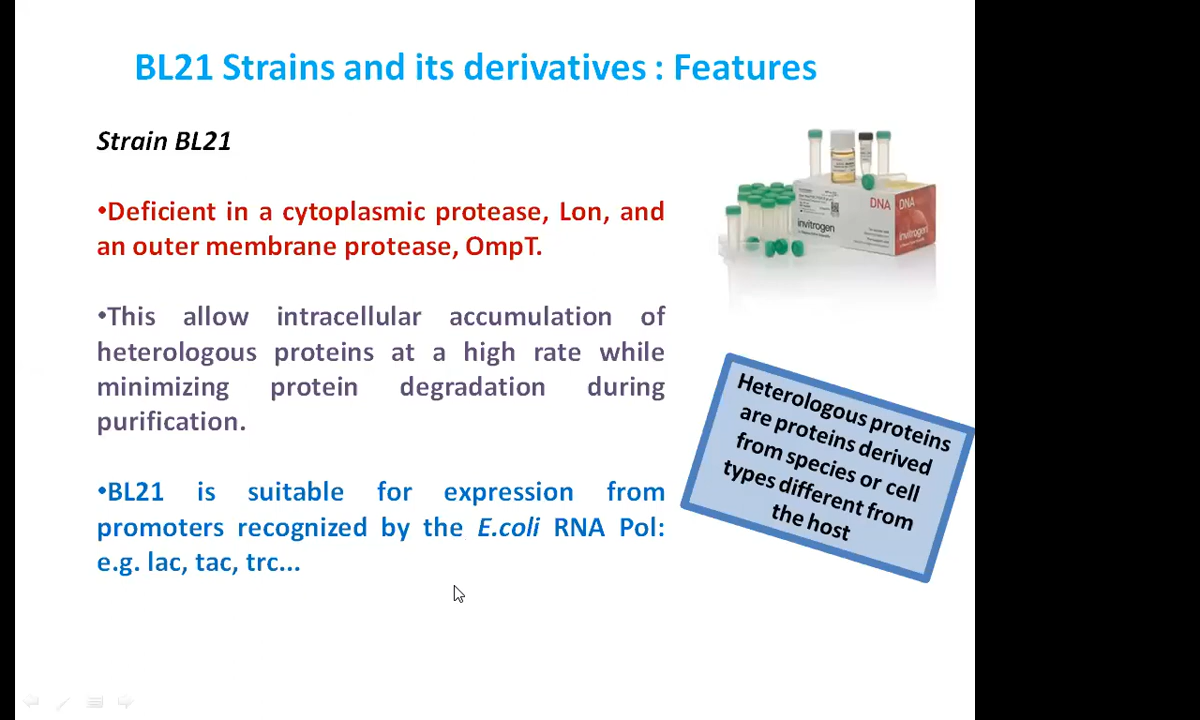 BL21 Strains and its derivatives : Features
Strain BL21
•Deficient in a cytoplasmic protease, Lon, and
an outer membrane protease, OmpT.
•This allow intracellular accumulation of
heterologous proteins at a high rate while
minimizing protein degradation during
purification.
•BL21 is suitable for expression from
promoters recognized by the E.coli RNA Pol:
e.g. lac, tac, trc...
DNA
DNA
invitrogen
invitrogen
Heterologous proteins
are proteins derived
from species or cell
types different from
the host